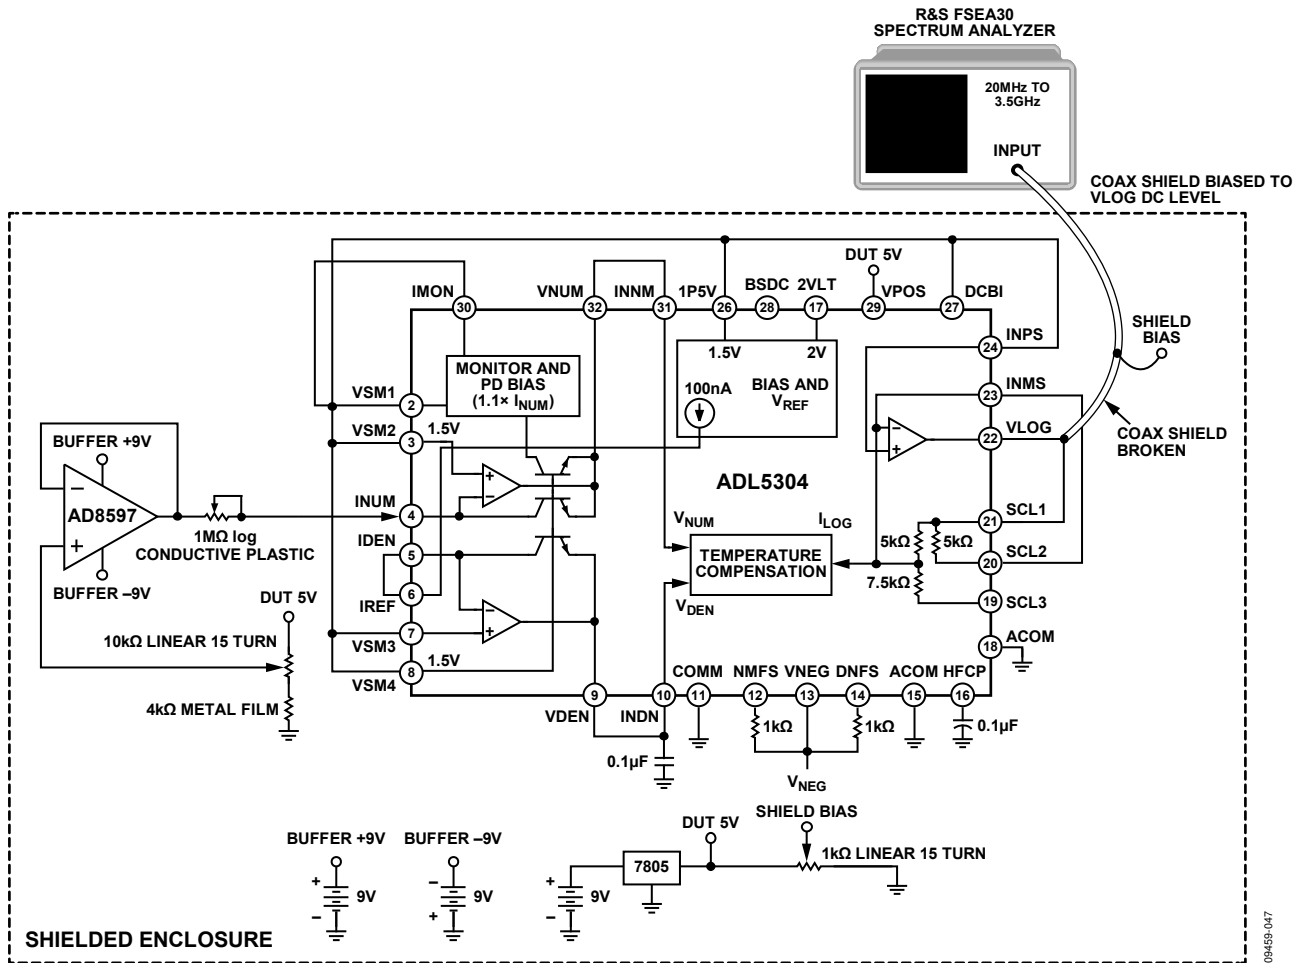 R&S FSEA30
SPECTRUM ANALYZER
20MHz TO
3.5GHz
INPUT
COAX SHIELD BIASED TO
VLOG DC LEVEL
DUT 5V
IMON
VNUM
INNM
1P5V
BSDC
2VLT
VPOS
DCBI
30
32
31
26
28
17
29
27
SHIELD
BIAS
INPS
24
1.5V
2V
MONITOR AND
PD BIAS
(1.1× INUM)
BIAS AND
VREF
100nA
INMS
23
VSM1
2
VLOG
22
COAX SHIELD
BROKEN
BUFFER +9V
VSM2
3
1.5V
−
+
−
+
ADL5304
−
AD8597
+
INUM
4
1MΩ log
CONDUCTIVE PLASTIC
VNUM
ILOG
SCL1
21
5kΩ
5kΩ
IDEN
5
TEMPERATURE
COMPENSATION
SCL2
20
7.5kΩ
BUFFER –9V
DUT 5V
IREF
6
VDEN
SCL3
19
−
+
10kΩ LINEAR 15 TURN
VSM3
7
ACOM
18
1.5V
VSM4
8
4kΩ METAL FILM
COMM
NMFS
VNEG
DNFS
ACOM
HFCP
9
10
11
12
13
14
15
16
VDEN
INDN
1kΩ
1kΩ
0.1µF
0.1µF
VNEG
SHIELD BIAS
DUT 5V
BUFFER +9V
BUFFER –9V
1kΩ LINEAR 15 TURN
7805
+
9V
−
−
9V
+
+
9V
−
SHIELDED ENCLOSURE
09459-047